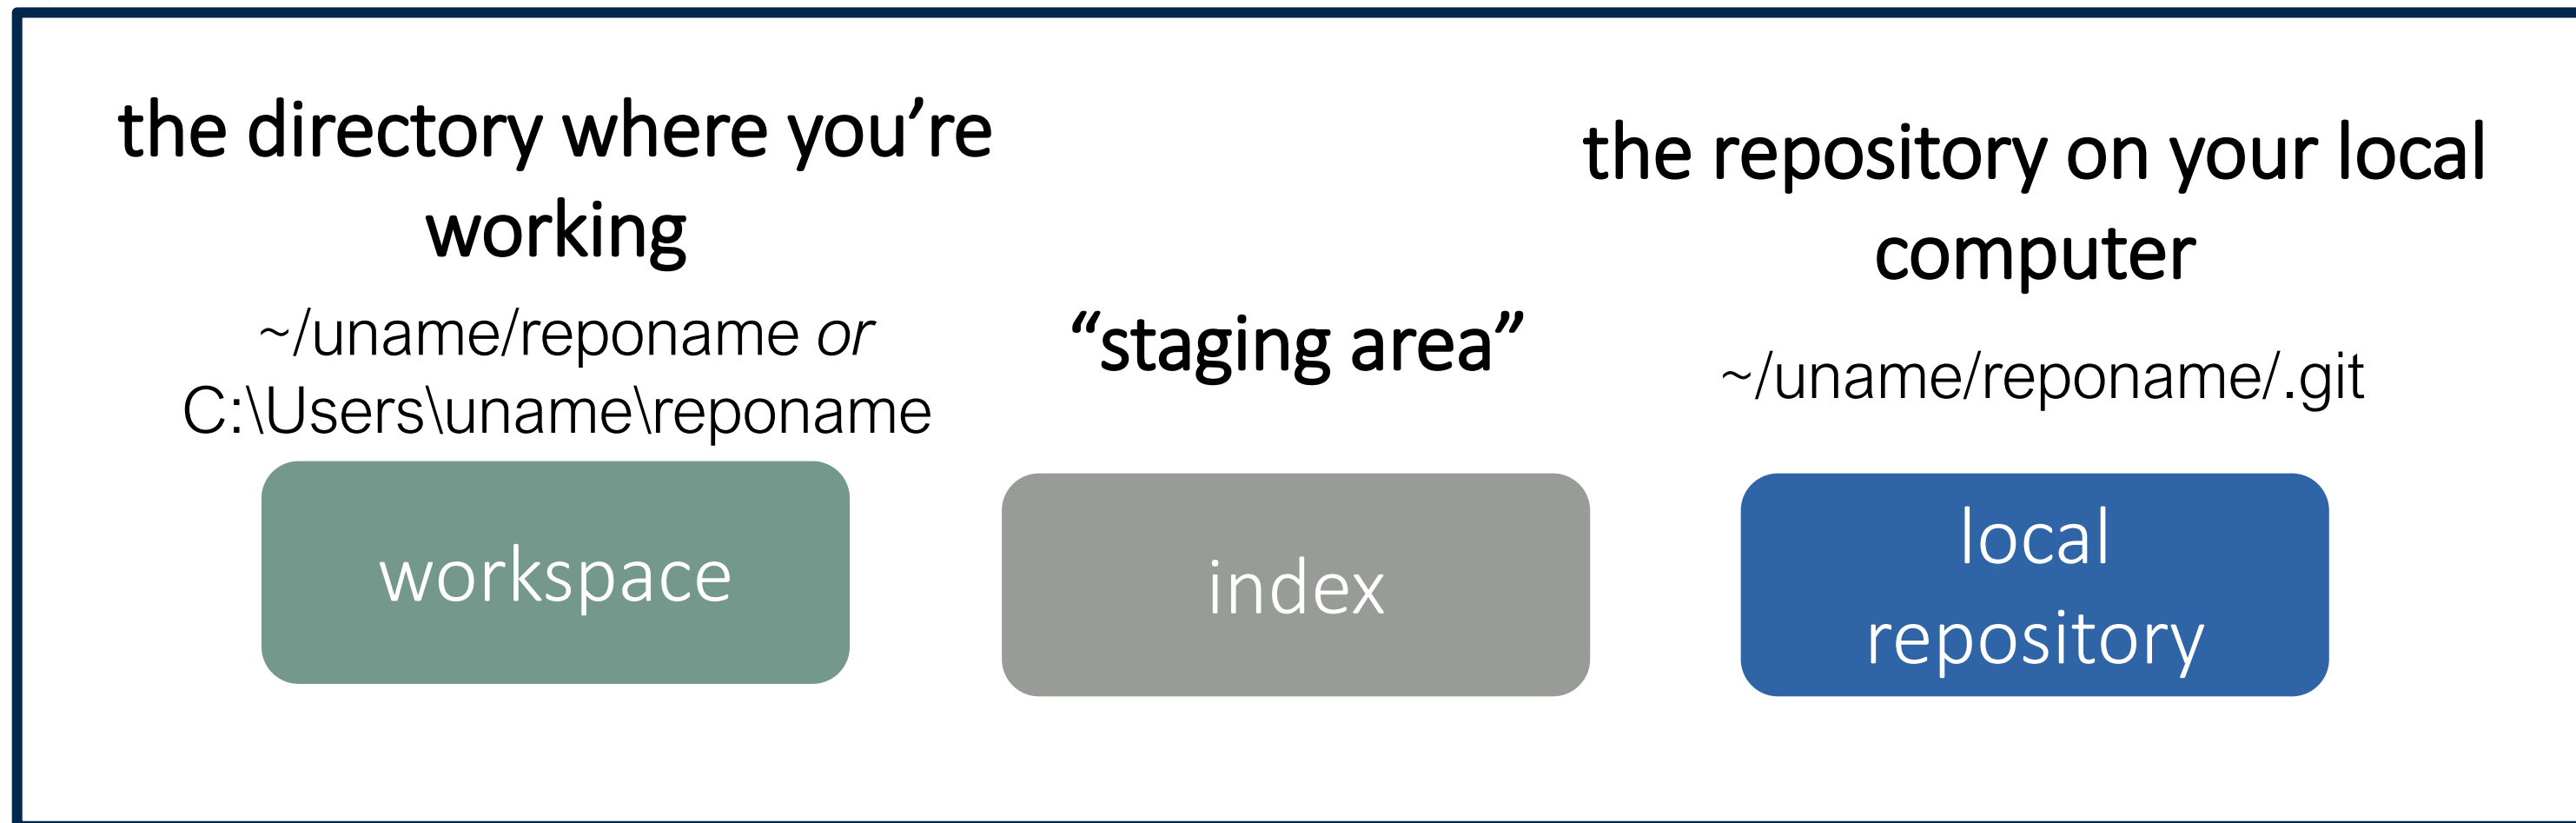 the directory where you’re
working
~/uname/reponame or
C:\Users\uname\reponame
workspace
“staging area”
index
the repository on your local
computer
~/uname/reponame/.git
local
repository